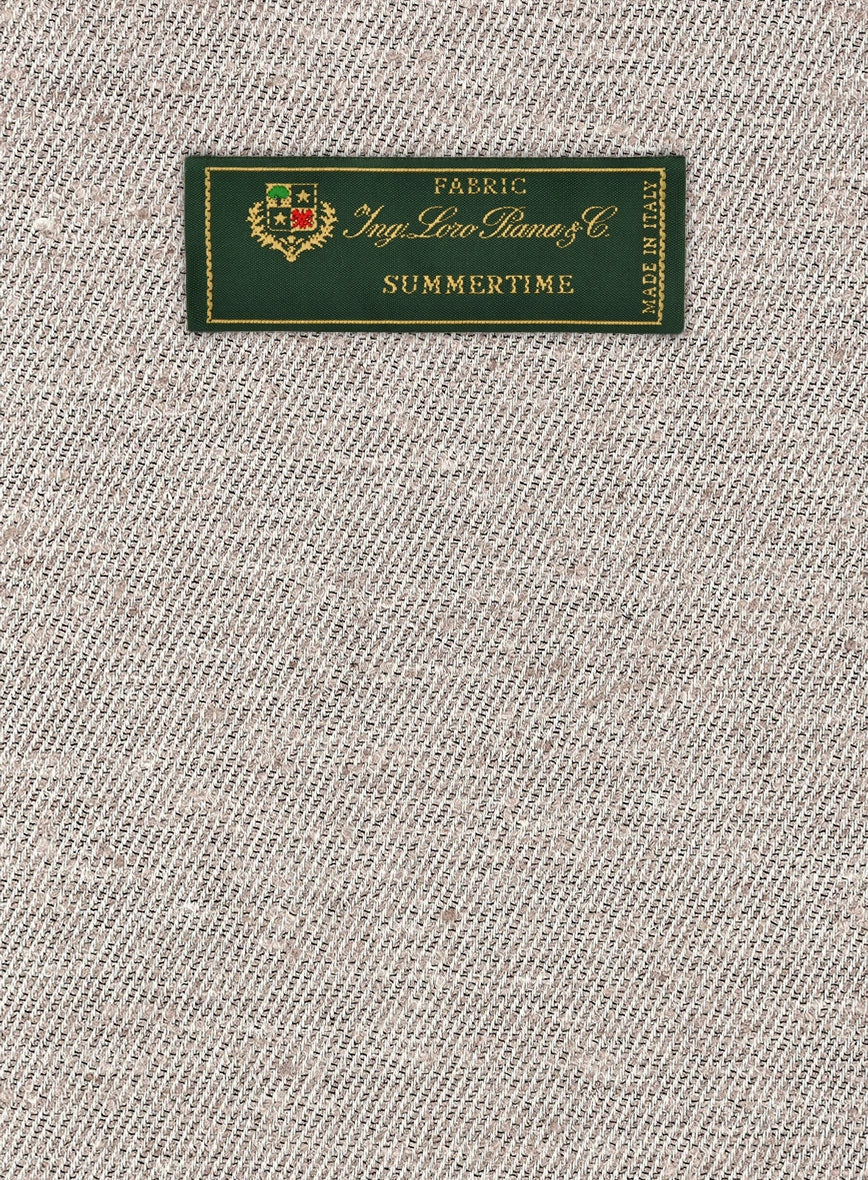 FABRIC
Ing. Loro Piana & C.
SUMMERTIME
MADE IN ITALY